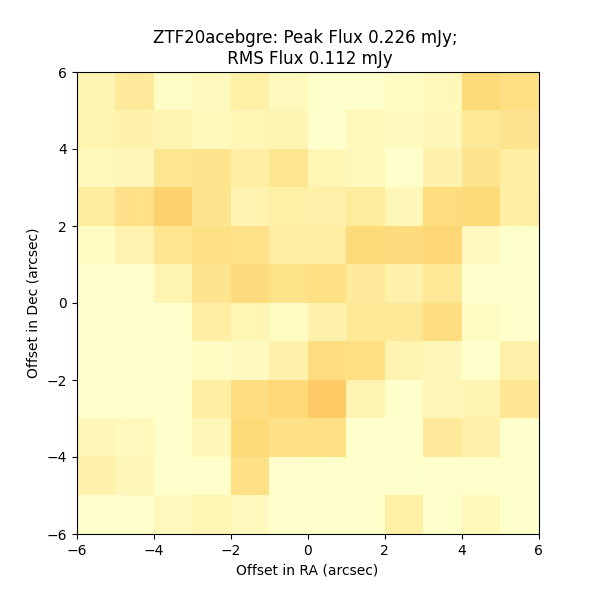 ZTF20acebgre: Peak Flux 0.226 mJy;
RMS Flux 0.112 mJy
6
4
2
0
−2
−4
−6
Offset in Dec (arcsec)
−6 −4 −2 0 2 4 6
Offset in RA (arcsec)